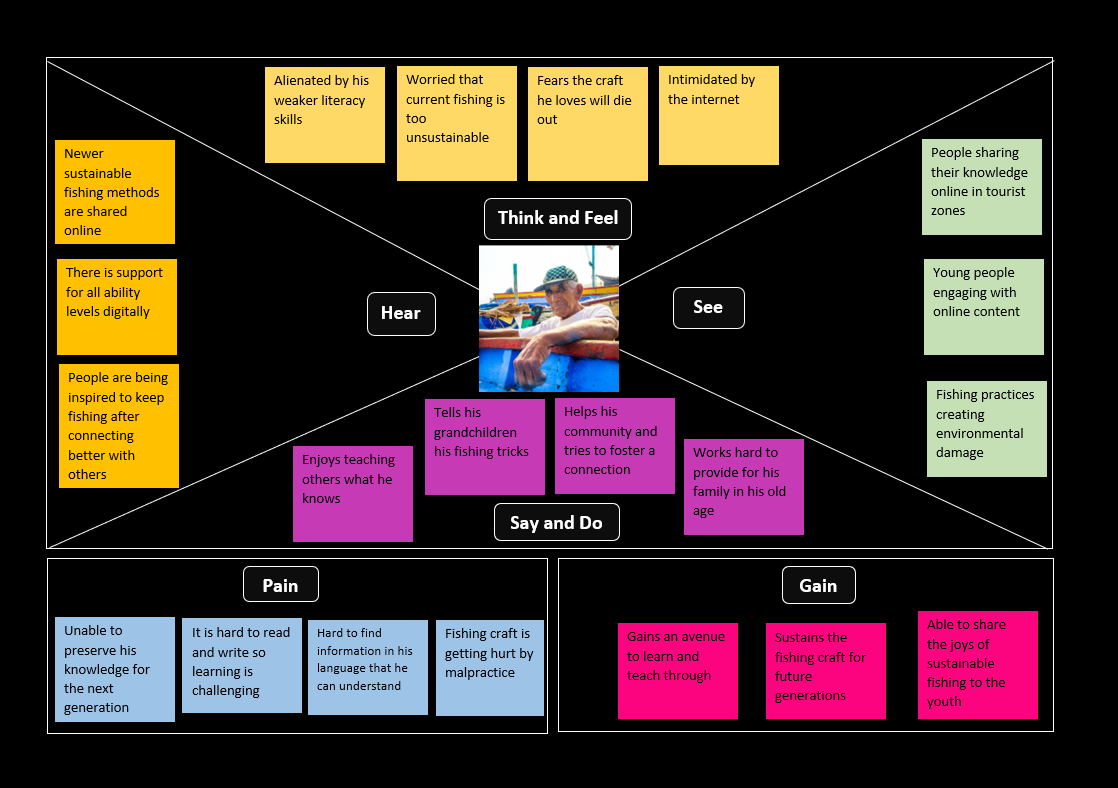 Alienated by his
weaker literacy
skills
Worried that
current fishing is
too
unsustainable
Fears the craft
he loves will die
out
Intimidated by
the internet
Think and Feel
Newer
sustainable
fishing methods
are shared
online
There is support
for all ability
levels digitally
People are being
inspired to keep
fishing after
connecting
better with
others
Hear
See
People sharing
their knowledge
online in tourist
zones
Young people
engaging with
online content
Fishing practices
creating
environmental
damage
Enjoys teaching
others what he
knows
Tells his
grandchildren
his fishing tricks
Helps his
community and
tries to foster a
connection
Works hard to
provide for his
family in his old
age
Say and Do
Pain
Unable to
preserve his
knowledge for
the next
generation
It is hard to read
and write so
learning is
challenging
Hard to find
information in his
language that he
can understand
Fishing craft is
getting hurt by
malpractice
Gain
Gains an avenue
to learn and
teach through
Sustains the
fishing craft for
future
generations
Able to share
the joys of
sustainable
fishing to the
youth